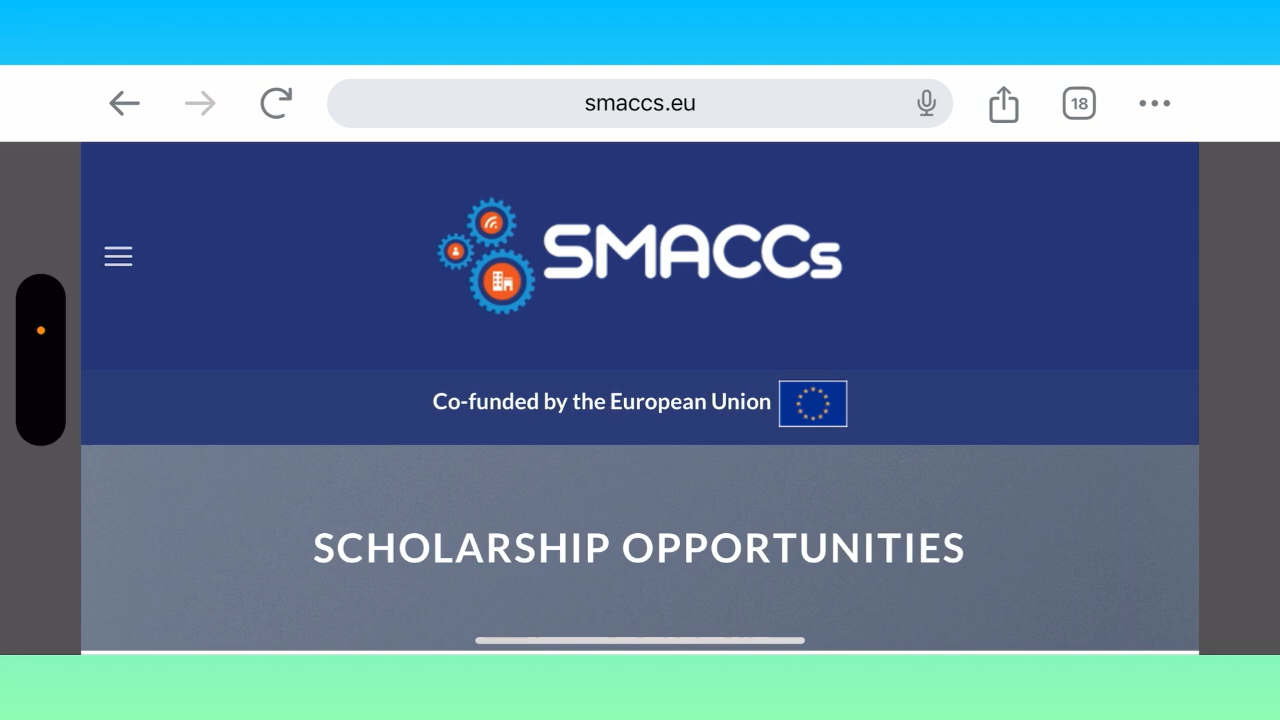 smaccs.eu
18
SMACCs
Co-funded by the European Union
SCHOLARSHIP OPPORTUNITIES